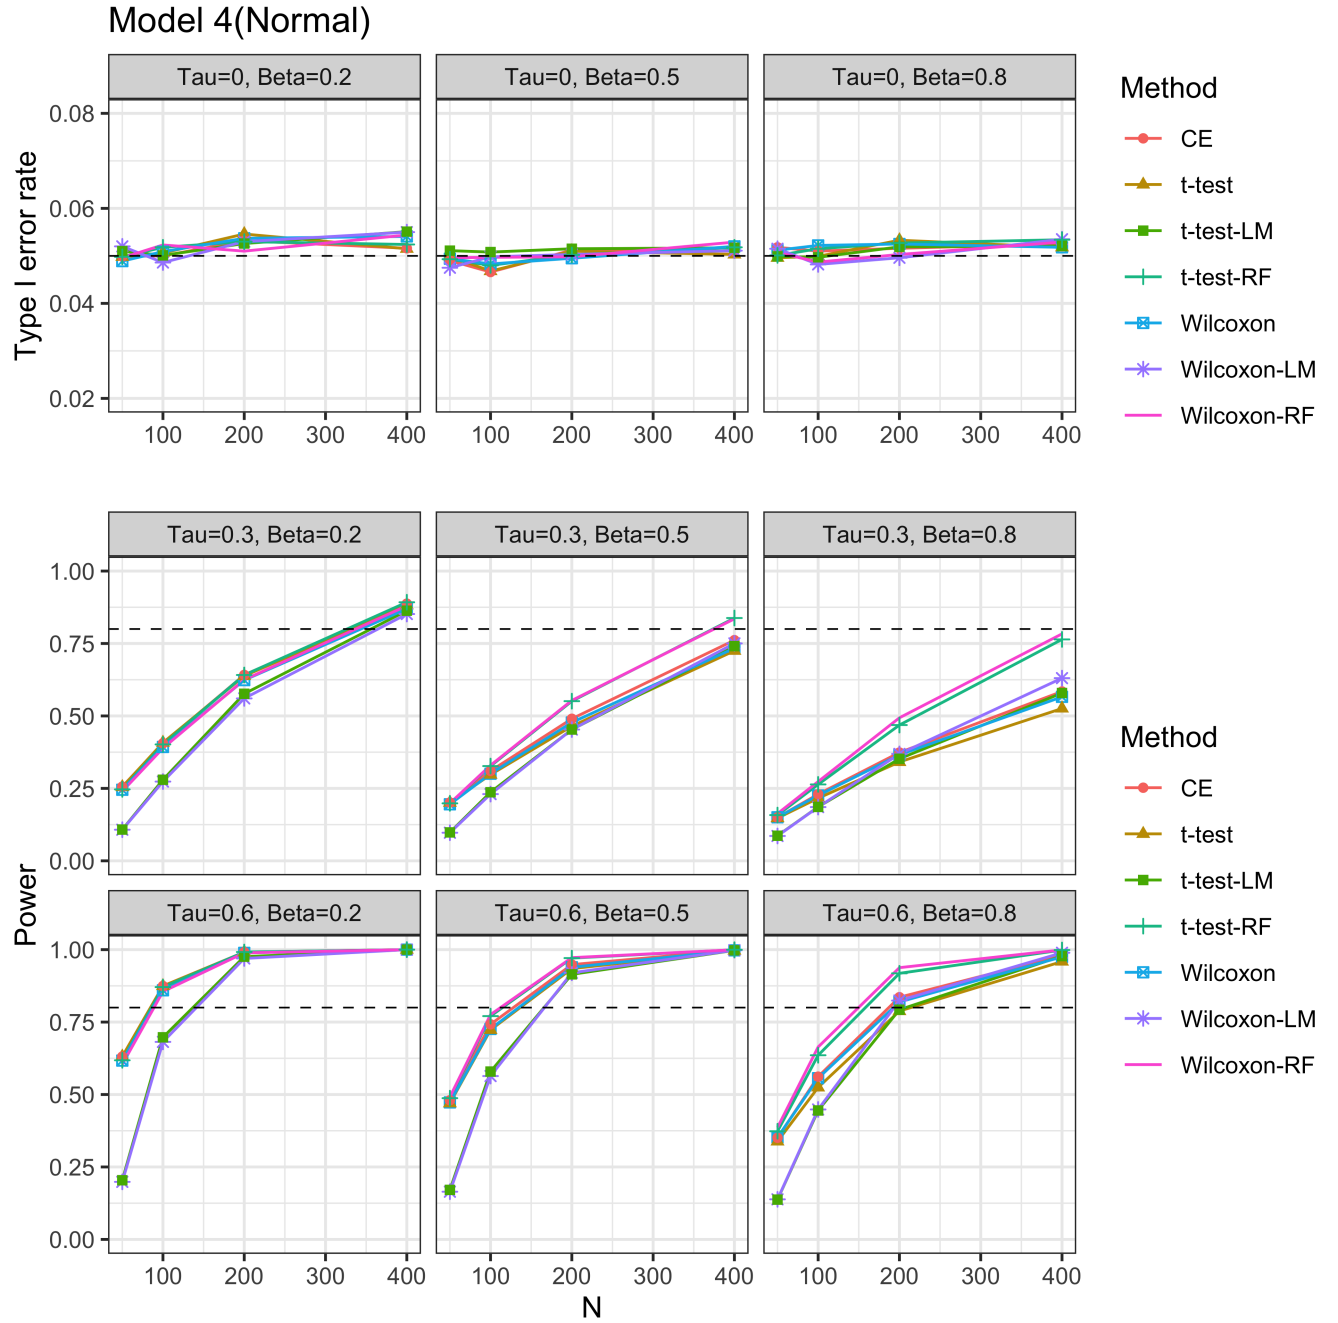 Model 4(Normal)
Tau=0, Beta=0.2
Tau=0, Beta=0.5
Tau=0, Beta=0.8
Type I error rate
0.08
0.06
0.04
0.02
100 200 300 400
100 200 300 400
100 200 300 400
Method
CE
t-test
t-test-LM
t-test-RF
Wilcoxon
Wilcoxon-LM
Wilcoxon-RF
Tau=0.3, Beta=0.2
Tau=0.3, Beta=0.5
Tau=0.3, Beta=0.8
1.00
0.75
0.50
0.25
0.00
Power
Tau=0.6, Beta=0.2
Tau=0.6, Beta=0.5
Tau=0.6, Beta=0.8
1.00
0.75
0.50
0.25
0.00
100 200 300 400
100 200 300 400
100 200 300 400
N
Method
CE
t-test
t-test-LM
t-test-RF
Wilcoxon
Wilcoxon-LM
Wilcoxon-RF